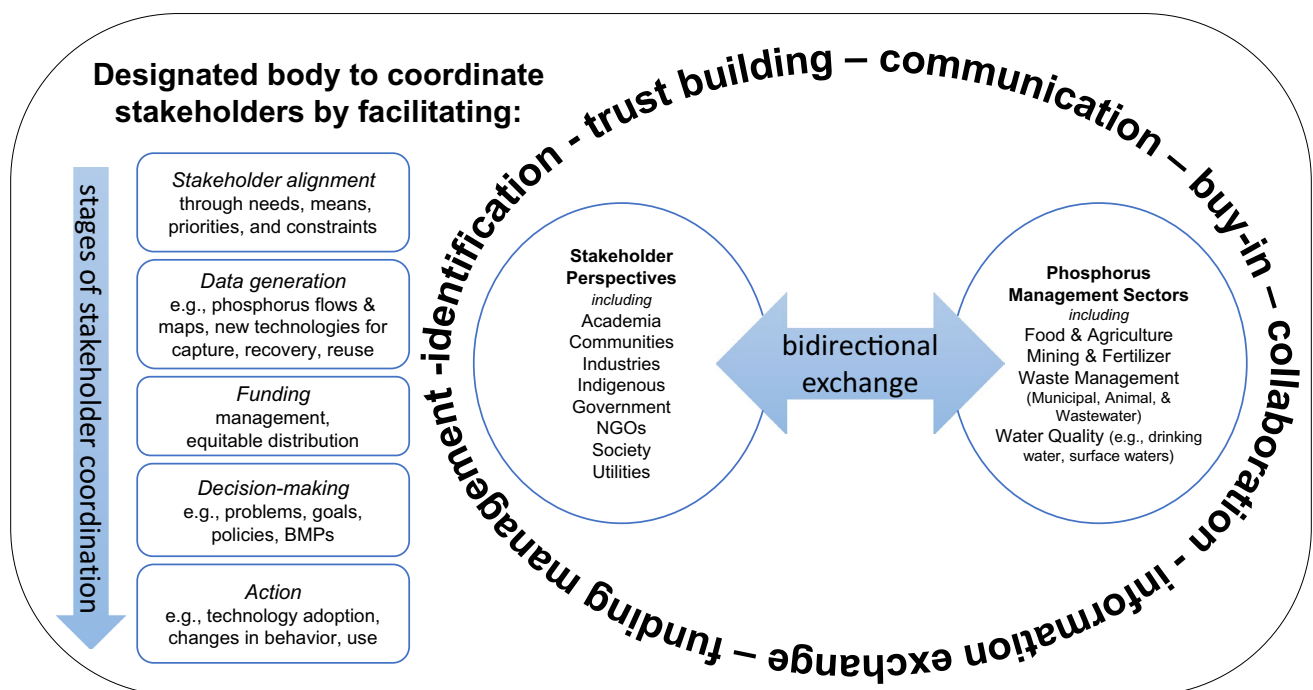 Designated body to coordinate
stakeholders by facilitating:
stages of stakeholder coordination
Stakeholder alignment
through needs, means,
priorities, and constraints
Data generation
e.g., phosphorus flows &
maps, new technologies for
capture, recovery, reuse
Funding
management,
equitable distribution
Decision-making
e.g., problems, goals,
policies, BMPs
Action
e.g., technology adoption,
changes in behavior, use
identification - trust building – communication – buy-in – collaboration - information exchange – funding management -
Stakeholder
Perspectives
including
Academia
Communities
Industries
Indigenous
Government
NGOs
Society
Utilities
bidirectional
exchange
Phosphorus
Management Sectors
including
Food & Agriculture
Mining & Fertilizer
Waste Management
(Municipal, Animal, &
Wastewater)
Water Quality (e.g., drinking
water, surface waters)